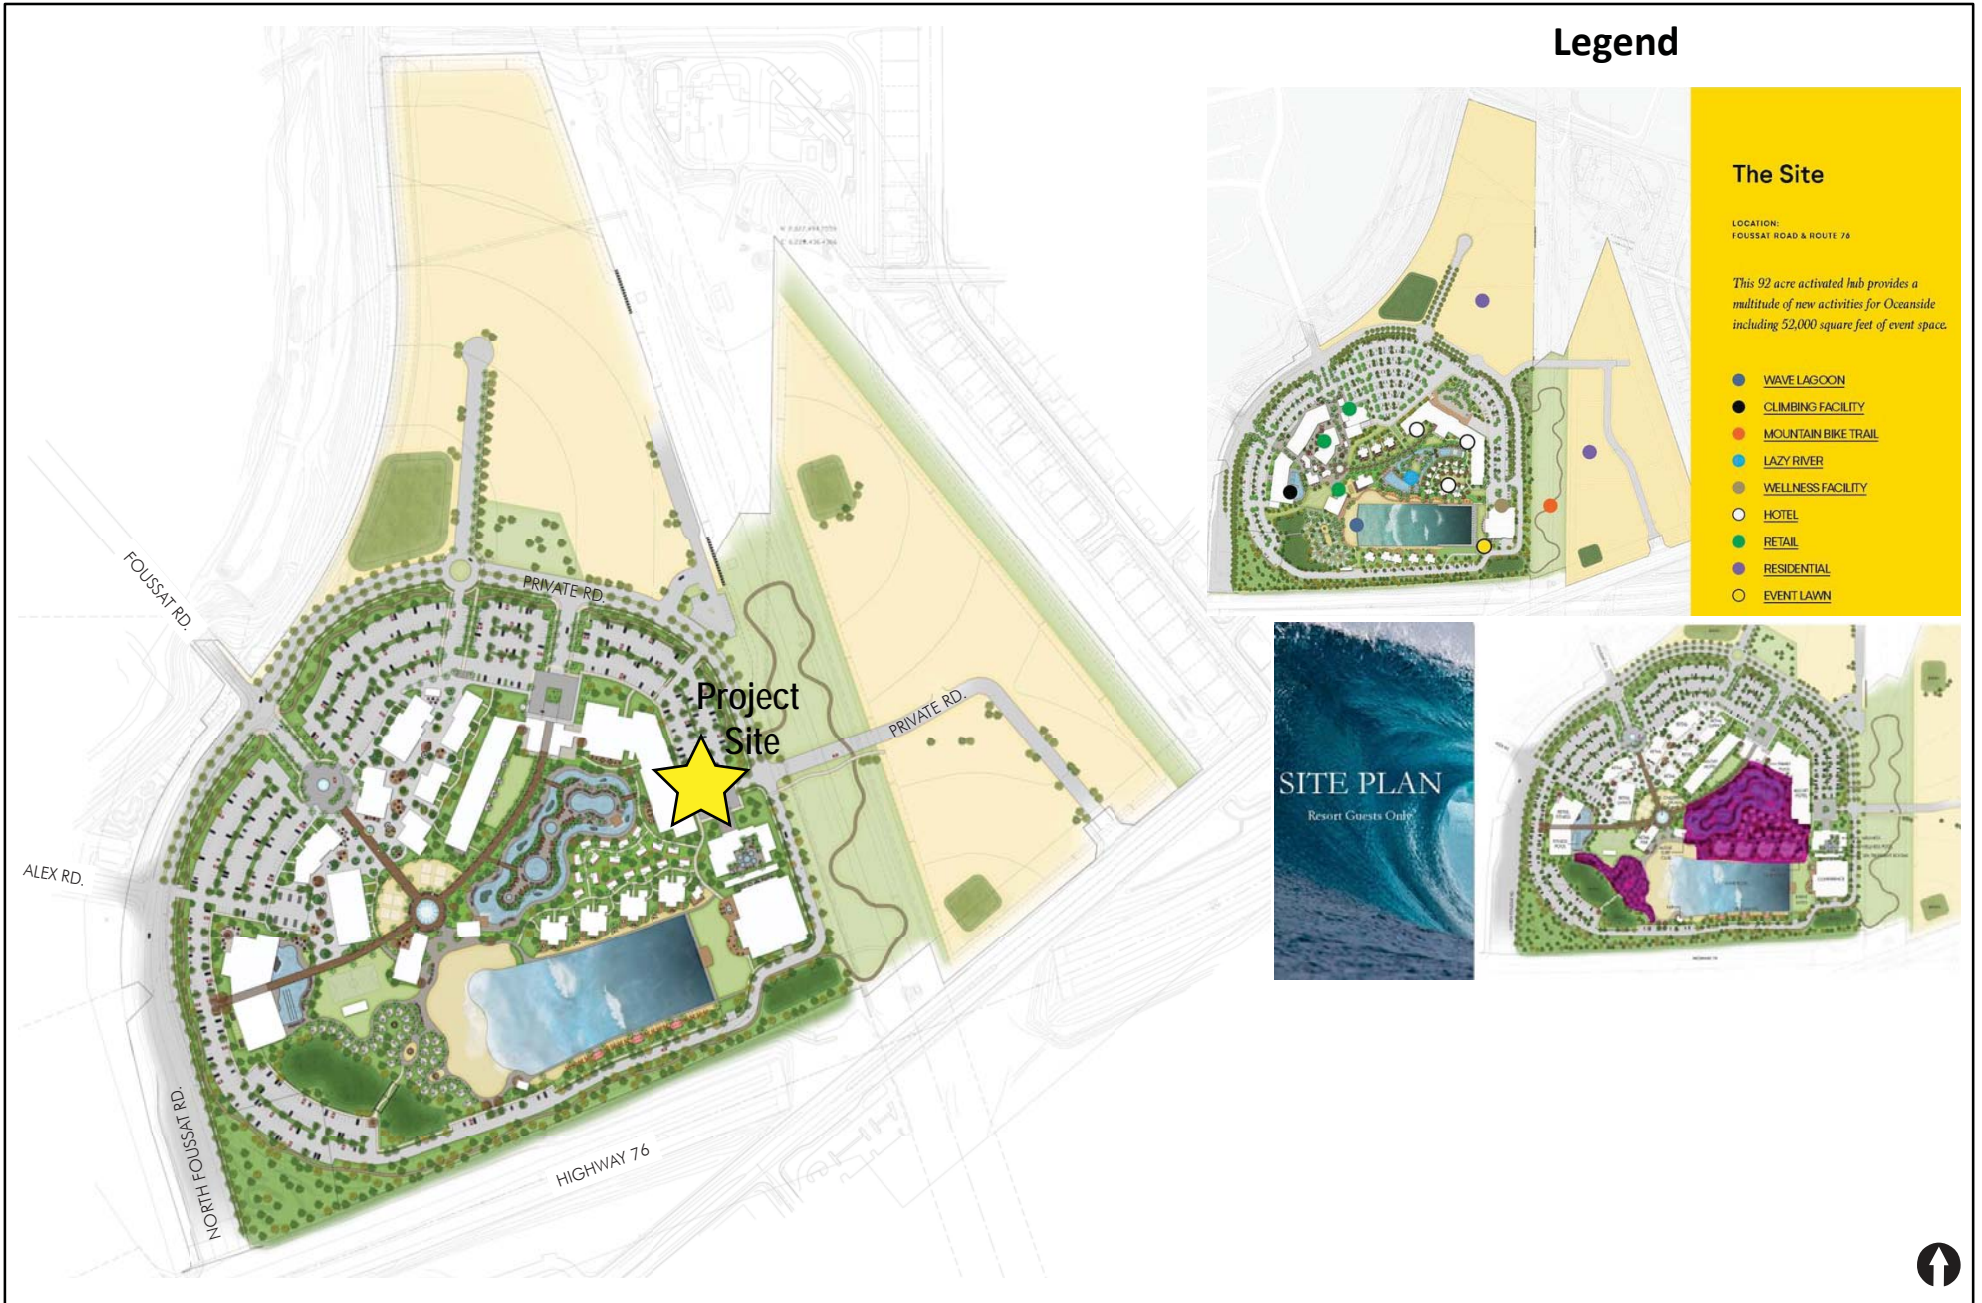 Legend
The Site
LOCATION:
FOUSSAT ROAD & ROUTE 76
This 92 acre activated hub provides a
multitude of new activities for Oceanside
including 52,000 square feet of event space.
WAVE LAGOON
CLIMBING FACILITY
MOUNTAIN BIKE TRAIL
LAZY RIVER
WELLNESS FACILITY
HOTEL
RETAIL
RESIDENTIAL
EVENT LAWN
FOUSSAT RD.
PRIVATE RD.
Project
Site
PRIVATE RD.
ALEX RD.
NORTH FOUSSAT RD.
HIGHWAY 76
SITE PLAN
Resort Guests Only
CONFERENCE
HIGHWAY 76